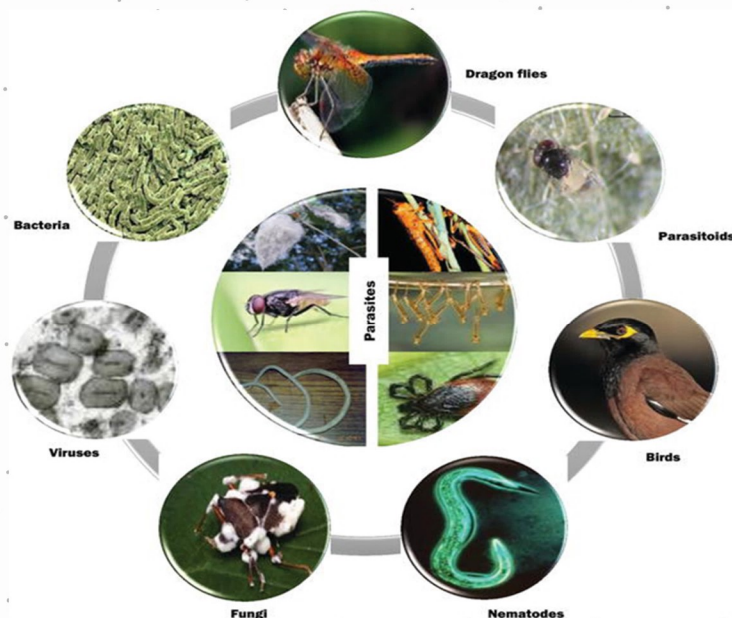 Dragon flies
Parasitoids
Birds
Nematodes
Fungi
Viruses
Bacteria
Parasites